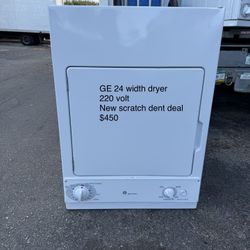 GE 24 width dryer
220 volt
New scratch dent deal
$450